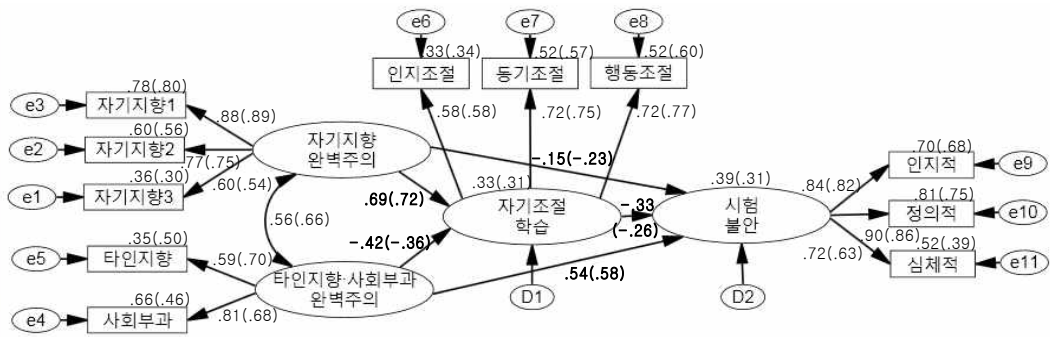 e6
e7
e8
.33(.34)
.52(.57)
.52(.60)
인지조절
동기조절
행동조절
.78(.80)
e3
자기지향1
.58(.58)
.72(.75)
.72(.77)
.88(.89)
.60(.56)
e2
자기지향2
자기지향
완벽주의
.77(.75)
-.15(-.23)
.70(.68)
인지적
e9
.36(.30)
.60(.54)
e1
자기지향3
.69(.72)
.33(.31)
.39(.31)
.84(.82)
.81(.75)
.56(.66)
자기조절
학습
-.33
(-.26)
시험
불안
정의적
e10
.35(.50)
-.42(-.36)
.90(.86)
.72(.63)
.52(.39)
e5
타인지향
.59(.70)
심체적
e11
타인지향·사회부과
완벽주의
.54(.58)
.66(.46)
.81(.68)
D1
D2
e4
사회부과